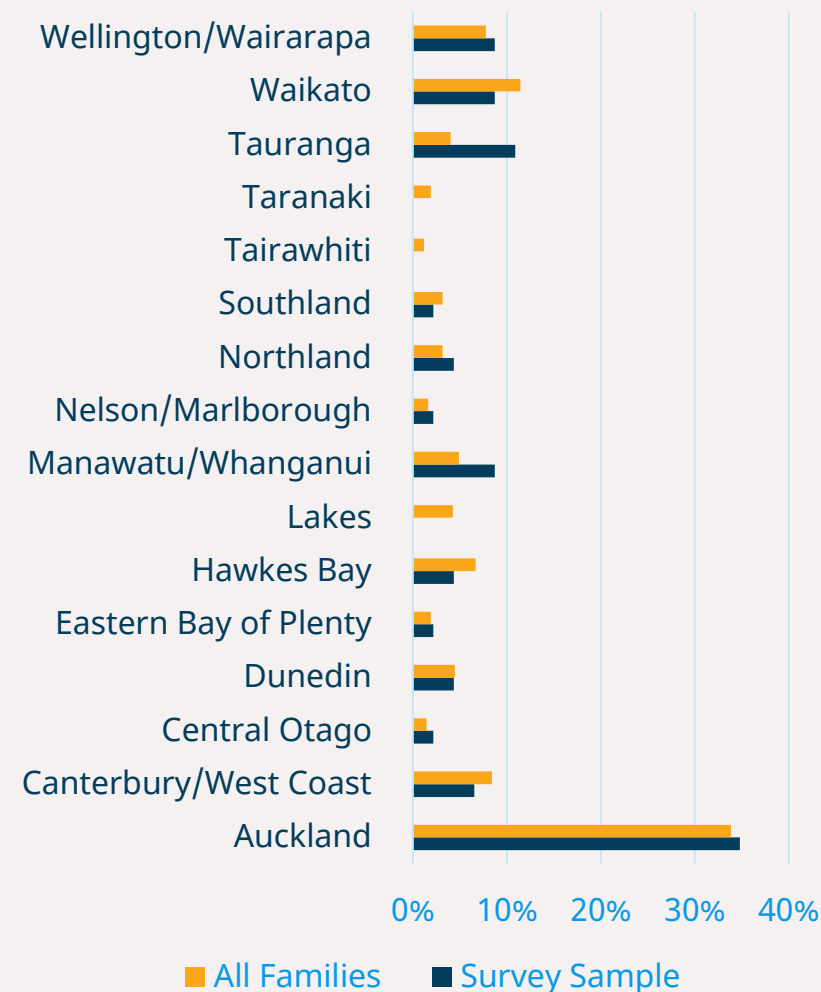 Wellington/Wairarapa
Waikato
Tauranga
Taranaki
Tairawhiti
Southland
Northland
Nelson/Marlborough
Manawatu/Whanganui
Lakes
Hawkes Bay
Eastern Bay of Plenty
Dunedin
Central Otago
Canterbury/West Coast
Auckland
0% 10% 20% 30% 40%
All Families Survey Sample